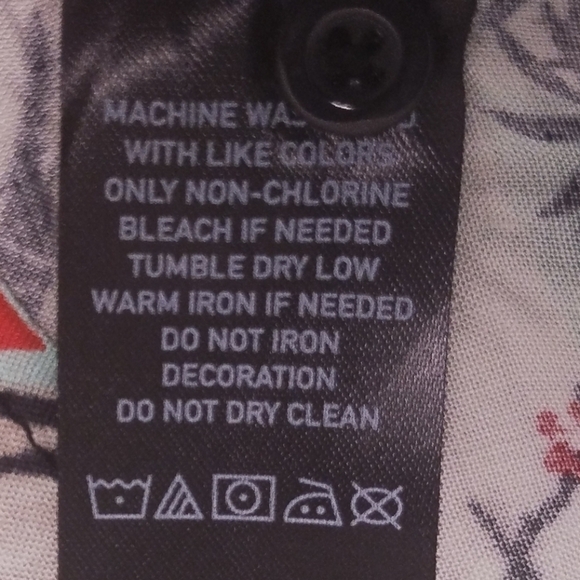 MACHINE
WITH LIKE COLORS
ONLY NON-CHLORINE
BLEACH IF NEEDED
TUMBLE DRY LOW
WARM IRON IF NEEDED
DO NOT IRON
DECORATION
DO NOT DRY CLEAN